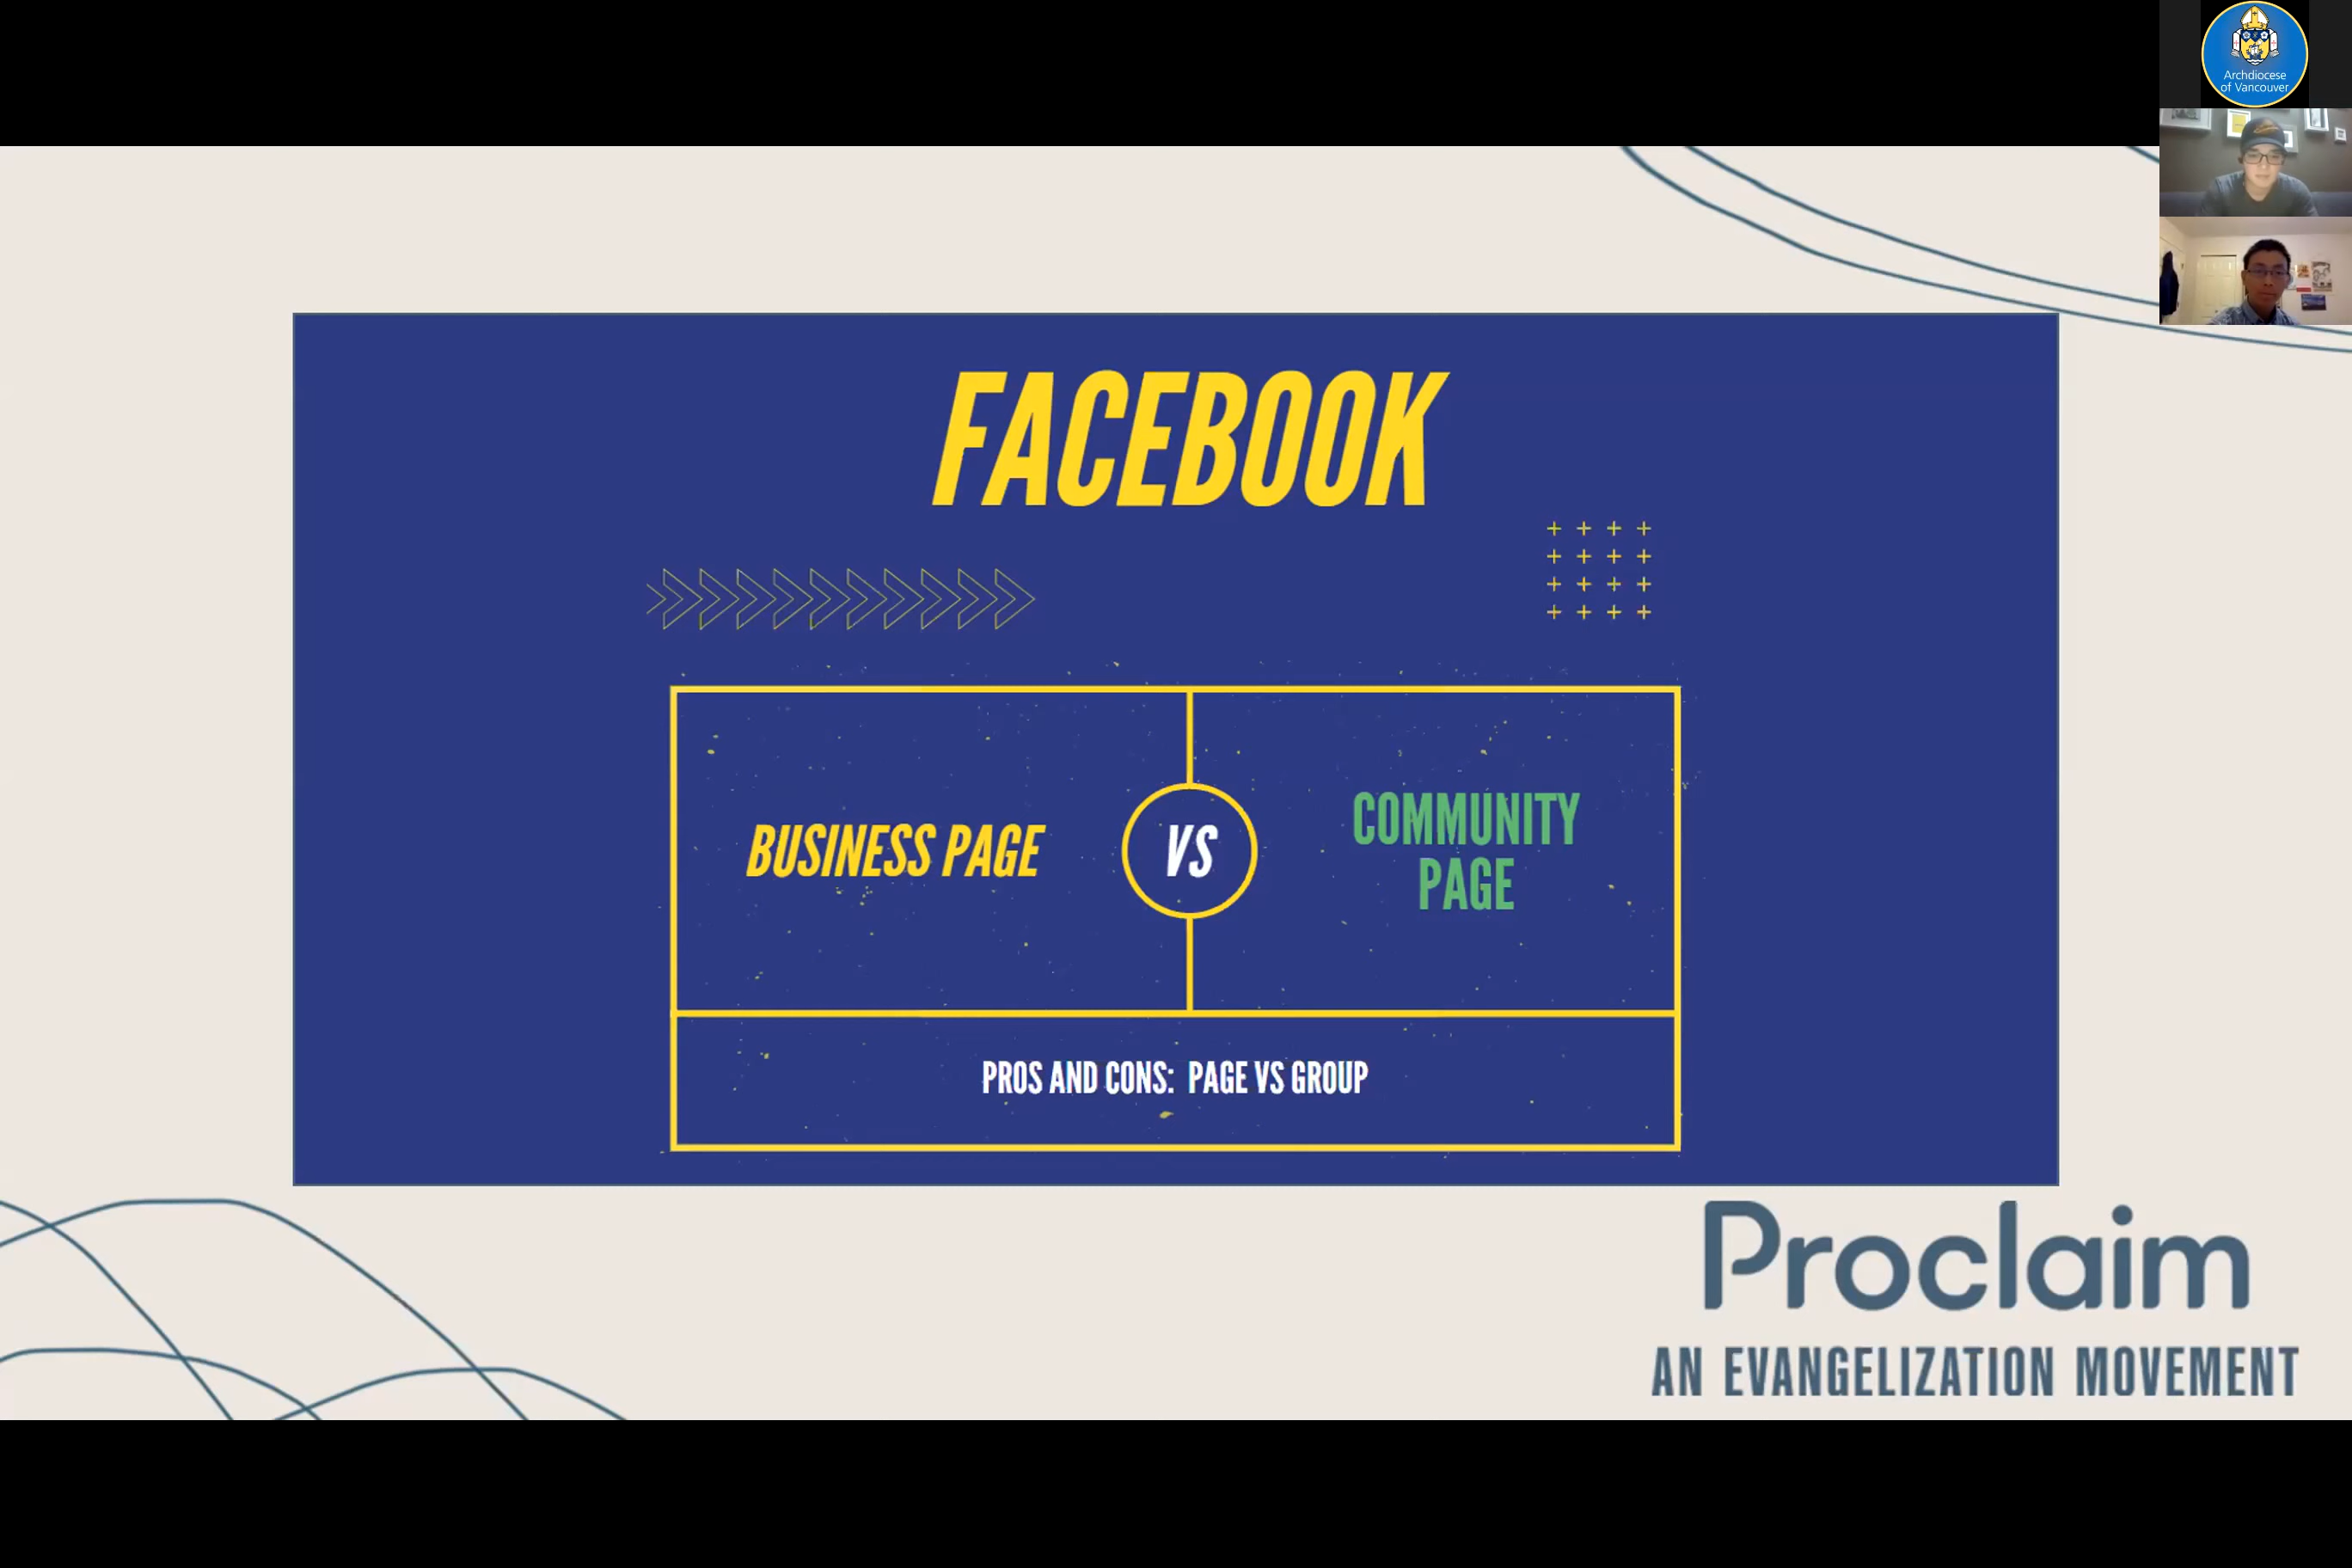 Archdiocese
of Vancouver
FACEBOOK
BUSINESS PAGE
VS
COMMUNITY
PAGE
PROS AND CONS: PAGE VS GROUP
Proclaim
AN EVANGELIZATION MOVEMENT